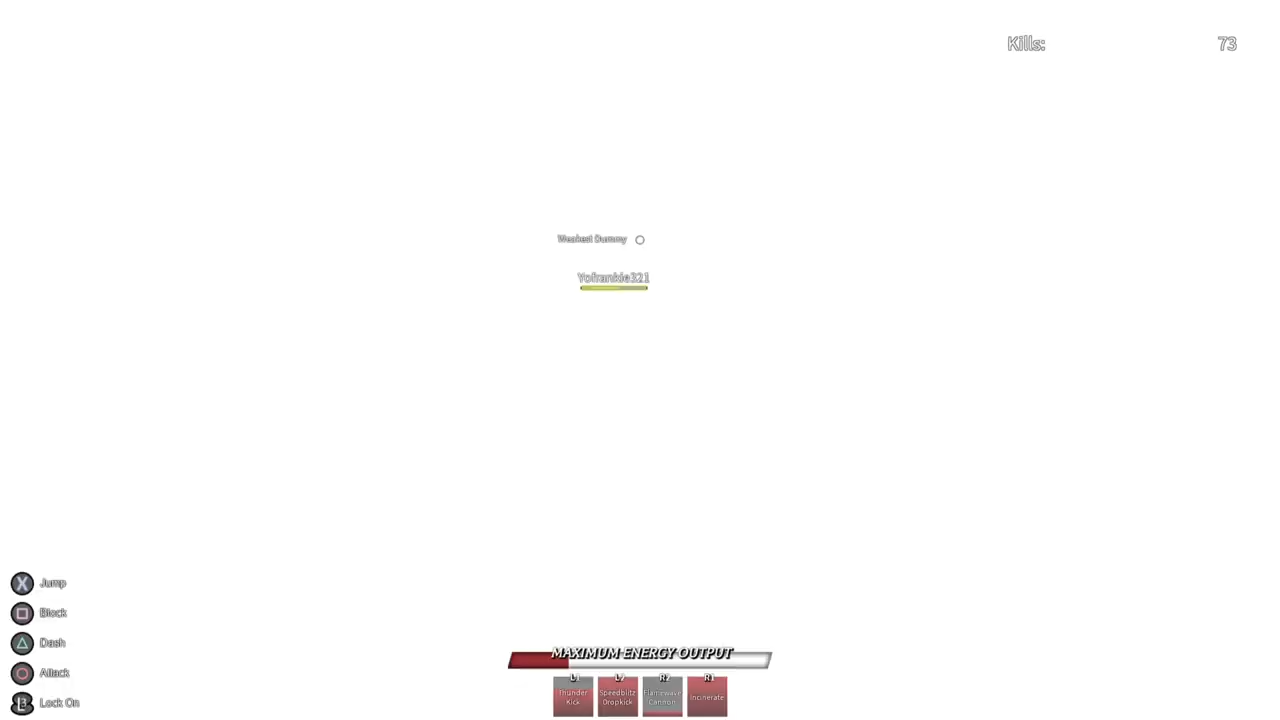 Kills: 73
Weakest Dummy
Yofrankie321
Jump
Block
Dash
Attack
L3 Lock On
MAXIMUM ENERGY OUTPUT
L1 L2 R2 R1
Thunder Kick
Speedblitz Dropkick
Flamewave Cannon
Incinerate